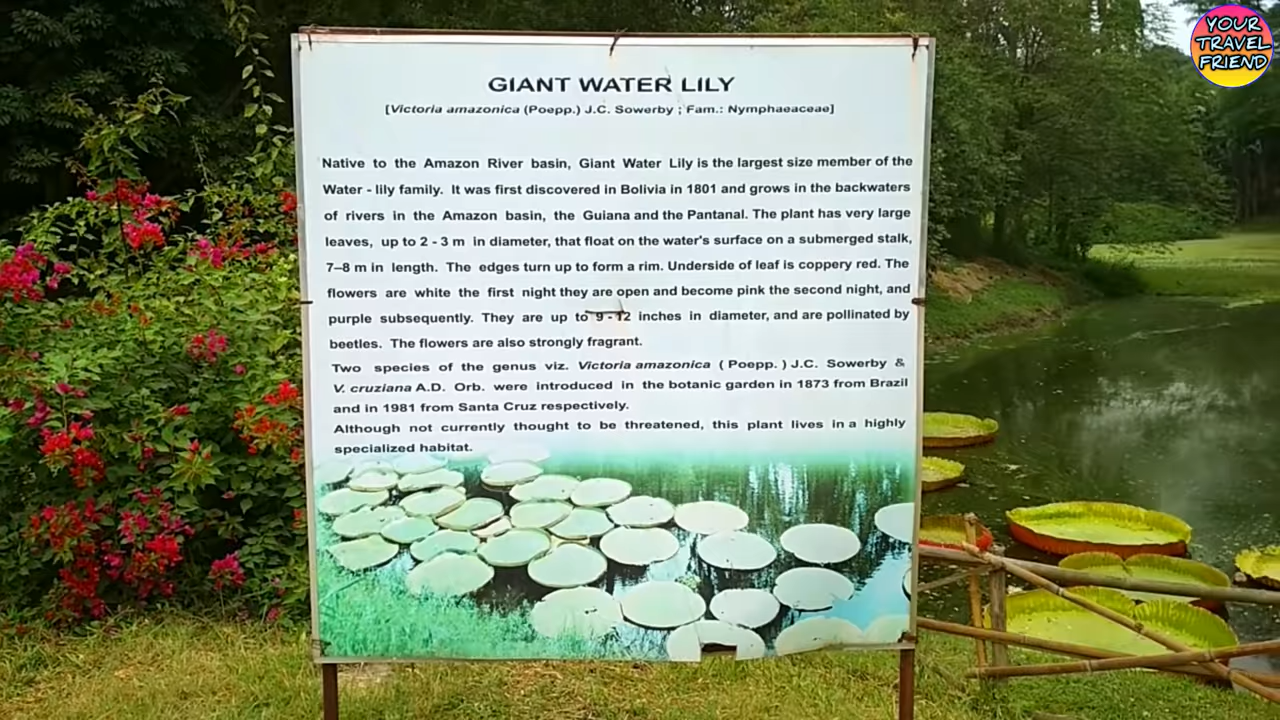 YOUR
TRAVEL
FRIEND
GIANT WATER LILY
[Victoria amazonica (Poepp.) J.C. Sowerby ; Fam.: Nymphaeaceae]
Native to the Amazon River basin, Giant Water Lily is the largest size member of the
Water - lily family. It was first discovered in Bolivia in 1801 and grows in the backwaters
of rivers in the Amazon basin, the Guiana and the Pantanal. The plant has very large
leaves, up to 2 - 3 m in diameter, that float on the water's surface on a submerged stalk,
7–8 m in length. The edges turn up to form a rim. Underside of leaf is coppery red. The
flowers are white the first night they are open and become pink the second night, and
purple subsequently. They are up to 9 - 12 inches in diameter, and are pollinated by
beetles. The flowers are also strongly fragrant.
Two species of the genus viz. Victoria amazonica ( Poepp. ) J.C. Sowerby &
V. cruziana A.D. Orb. were introduced in the botanic garden in 1873 from Brazil
and in 1981 from Santa Cruz respectively.
Although not currently thought to be threatened, this plant lives in a highly
specialized habitat.